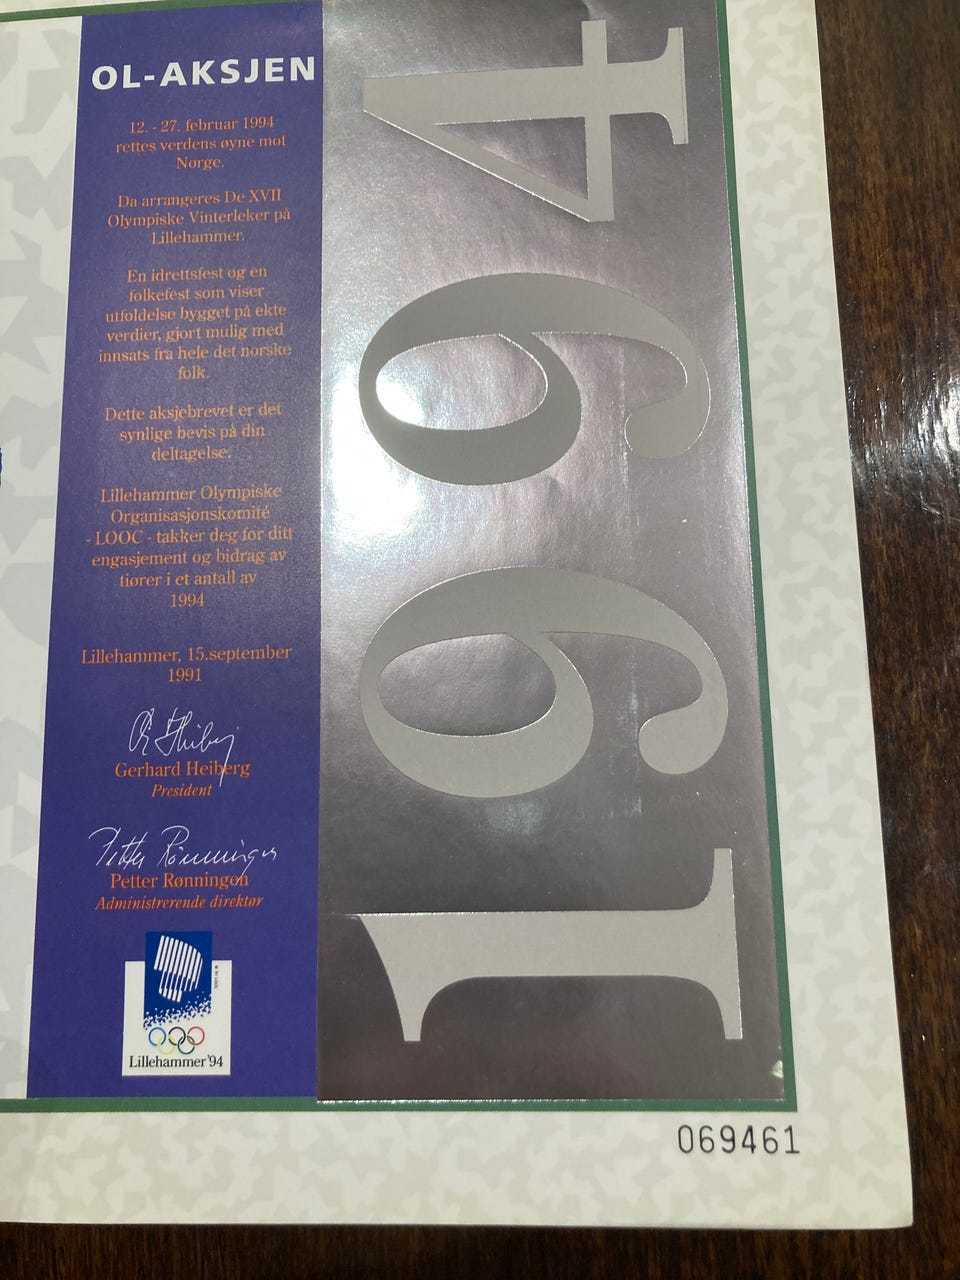 OL-AKSJEN
12. - 27. februar 1994
rettes verdens øyne mot
Norge.
Da arrangeres De XVII
Olympiske Vinterleker på
Lillehammer.
En idrettsfest og en
folkefest som viser
utfoldelse bygget på ekte
verdier, gjort mulig med
innsats fra hele det norske
folk.
Dette aksjebrevet er det
synlige bevis på din
deltagelse.
Lillehammer Olympiske
Organisasjonskomité
- LOOC - takker deg for ditt
engasjement og bidrag av
tiører i et antall av
1994
Lillehammer, 15.september
1991
Gerhard Heiberg
President
Petter Rønningen
Petter Rønningen
Administrerende direktør
Lillehammer'94
1994
069461